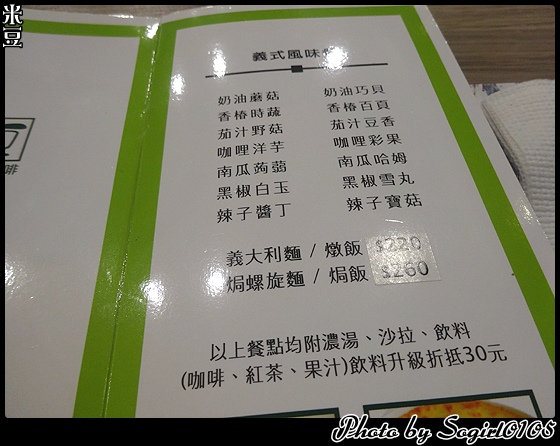 米豆
義式風味
奶油蘑菇 奶油巧貝
香椿時蔬 香椿百頁
茄汁野菇 茄汁豆香
咖哩洋芋 咖哩彩果
南瓜蒟蒻 南瓜哈姆
黑椒白玉 黑椒雪丸
辣子醬丁 辣子寶菇
義大利麵 / 燉飯 $220
焗螺旋麵 / 焗飯 $260
以上餐點均附濃湯、沙拉、飲料
(咖啡、紅茶、果汁)飲料升級折抵30元
啡
Photo by Sogirl0105